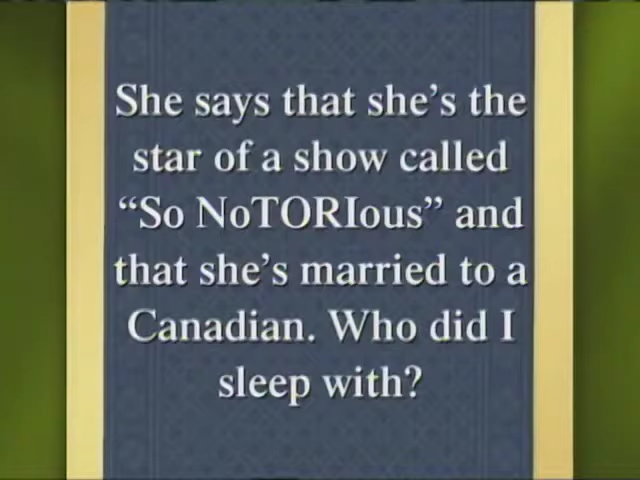 She says that she's the
star of a show called
“So NoTORIous” and
that she's married to a
Canadian. Who did I
sleep with?